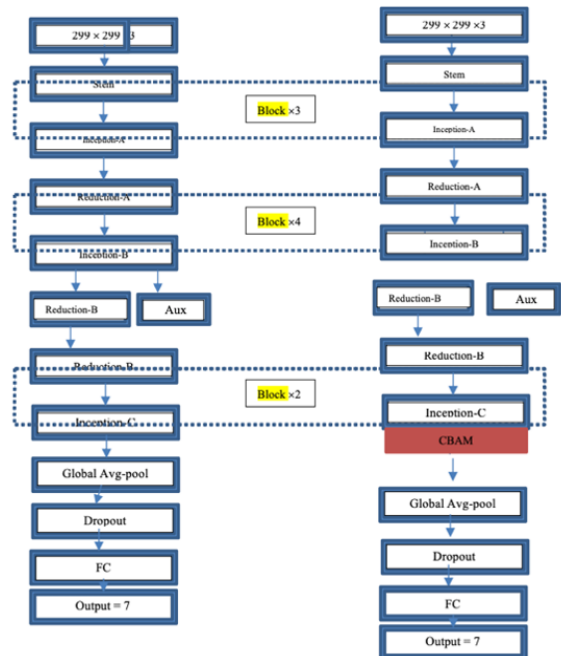 299 × 299 ×3
Stem
Inception-A
Reduction-A
Inception-B
Reduction-B
Aux
Reduction-B
Inception-C
Global Avg-pool
Dropout
FC
Output = 7
Block×3
Block×4
Block×2
299 × 299 ×3
Stem
Inception-A
Reduction-A
Inception-B
Reduction-B
Aux
Reduction-B
Inception-C
CBAM
Global Avg-pool
Dropout
FC
Output = 7